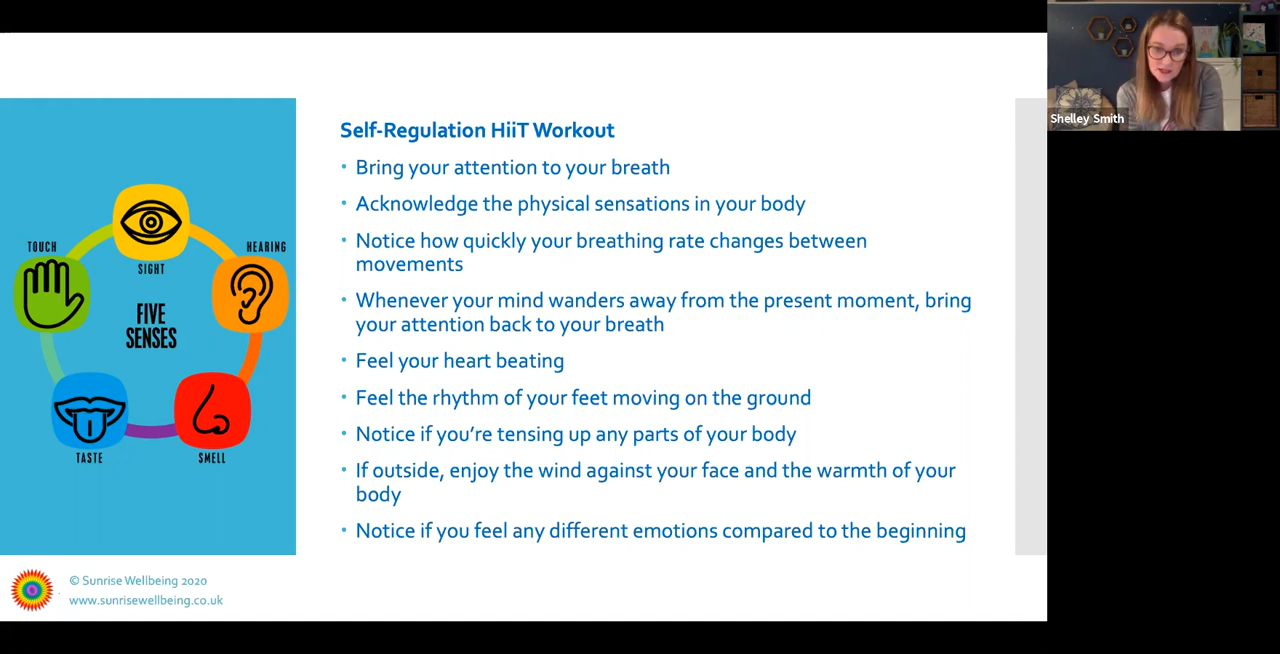 Self-Regulation HiiT Workout
• Bring your attention to your breath
• Acknowledge the physical sensations in your body
• Notice how quickly your breathing rate changes between
movements
• Whenever your mind wanders away from the present moment, bring
your attention back to your breath
• Feel your heart beating
• Feel the rhythm of your feet moving on the ground
• Notice if you're tensing up any parts of your body
• If outside, enjoy the wind against your face and the warmth of your
body
• Notice if you feel any different emotions compared to the beginning
TOUCH
SIGHT
HEARING
FIVE
SENSES
TASTE
SMELL
© Sunrise Wellbeing 2020
www.sunrisewellbeing.co.uk
Shelley Smith